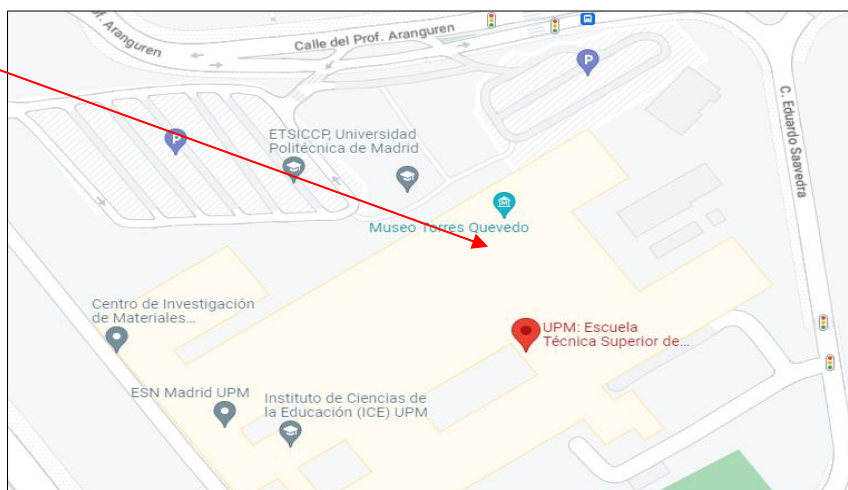 of. Aranguren
Calle del Prof. Aranguren
P
P
C. Eduardo Saavedra
ETSICCP, Universidad
Politécnica de Madrid
Museo Torres Quevedo
Centro de Investigación
de Materiales...
UPM: Escuela
Técnica Superior de...
ESN Madrid UPM
Instituto de Ciencias de
la Educación (ICE) UPM